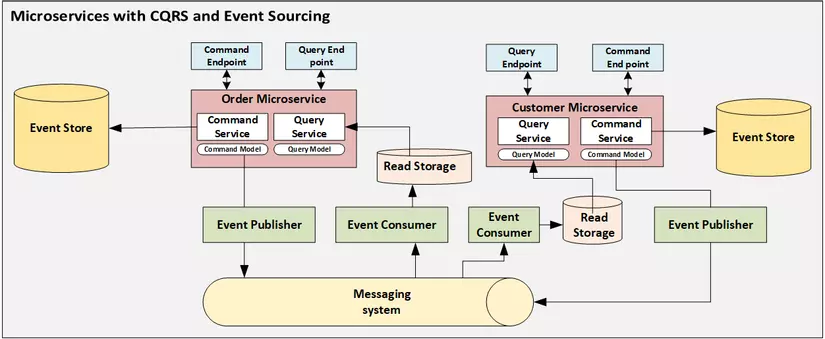 Microservices with CQRS and Event Sourcing
Command
Endpoint
Query End
point
Query
Endpoint
Command
End point
Order Microservice
Command
Service
Query
Service
Command Model
Query Model
Customer Microservice
Query
Service
Command
Service
Query Model
Command Model
Event Store
Event Store
Read Storage
Event Publisher
Event Consumer
Event
Consumer
Read
Storage
Event Publisher
Messaging
system